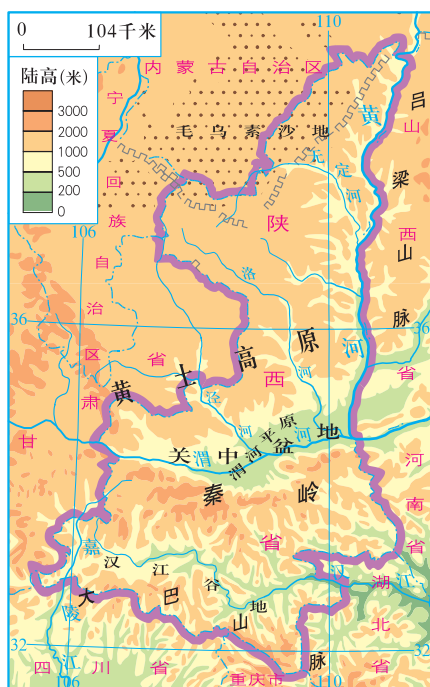 0 104千米
陆高(米)
3000
2000
1000
500
200
0
110
内蒙古自治区
宁夏回族自治区
毛乌素沙地
无定河
黄河
吕梁山脉
山西省
陕西省
106
36
36
洛河
黄土高原
甘肃省
泾河
关中盆地
渭河平原
渭河
秦岭
河南省
嘉陵江
汉江谷地
汉江
大巴山脉
湖北省
32
32
四川省
重庆市
106
110